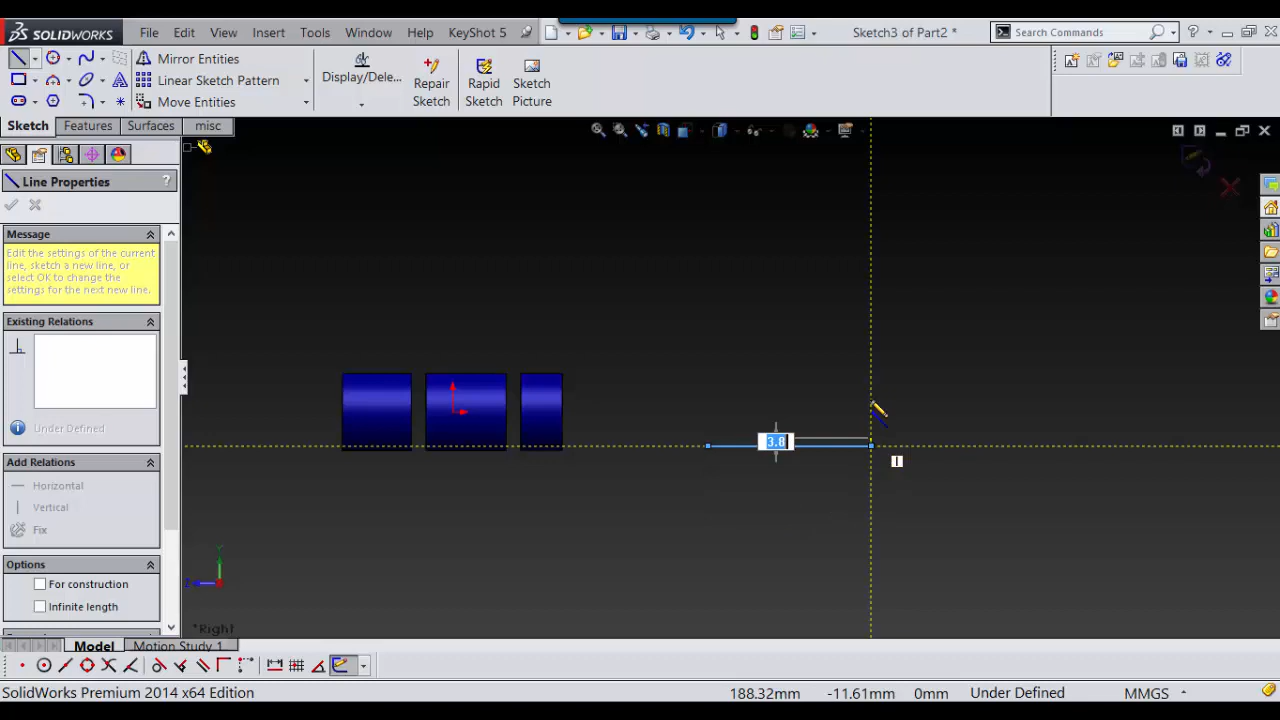 SOLIDWORKS File Edit View Insert Tools Window Help KeyShot 5 Sketch3 of Part2 * Search Commands
Mirror Entities
Linear Sketch Pattern
Move Entities
Display/Dele...
Repair Sketch
Rapid Sketch
Sketch Picture
Sketch Features Surfaces misc
Line Properties ?
Message
Edit the settings of the current
line, sketch a new line, or
select OK to change the
settings for the next new line.
Existing Relations
Under Defined
Add Relations
Horizontal
Vertical
Fix
Options
For construction
Infinite length
3.8
Y
Z
*Right
Model Motion Study 1
SolidWorks Premium 2014 x64 Edition 188.32mm -11.61mm 0mm Under Defined MMGS